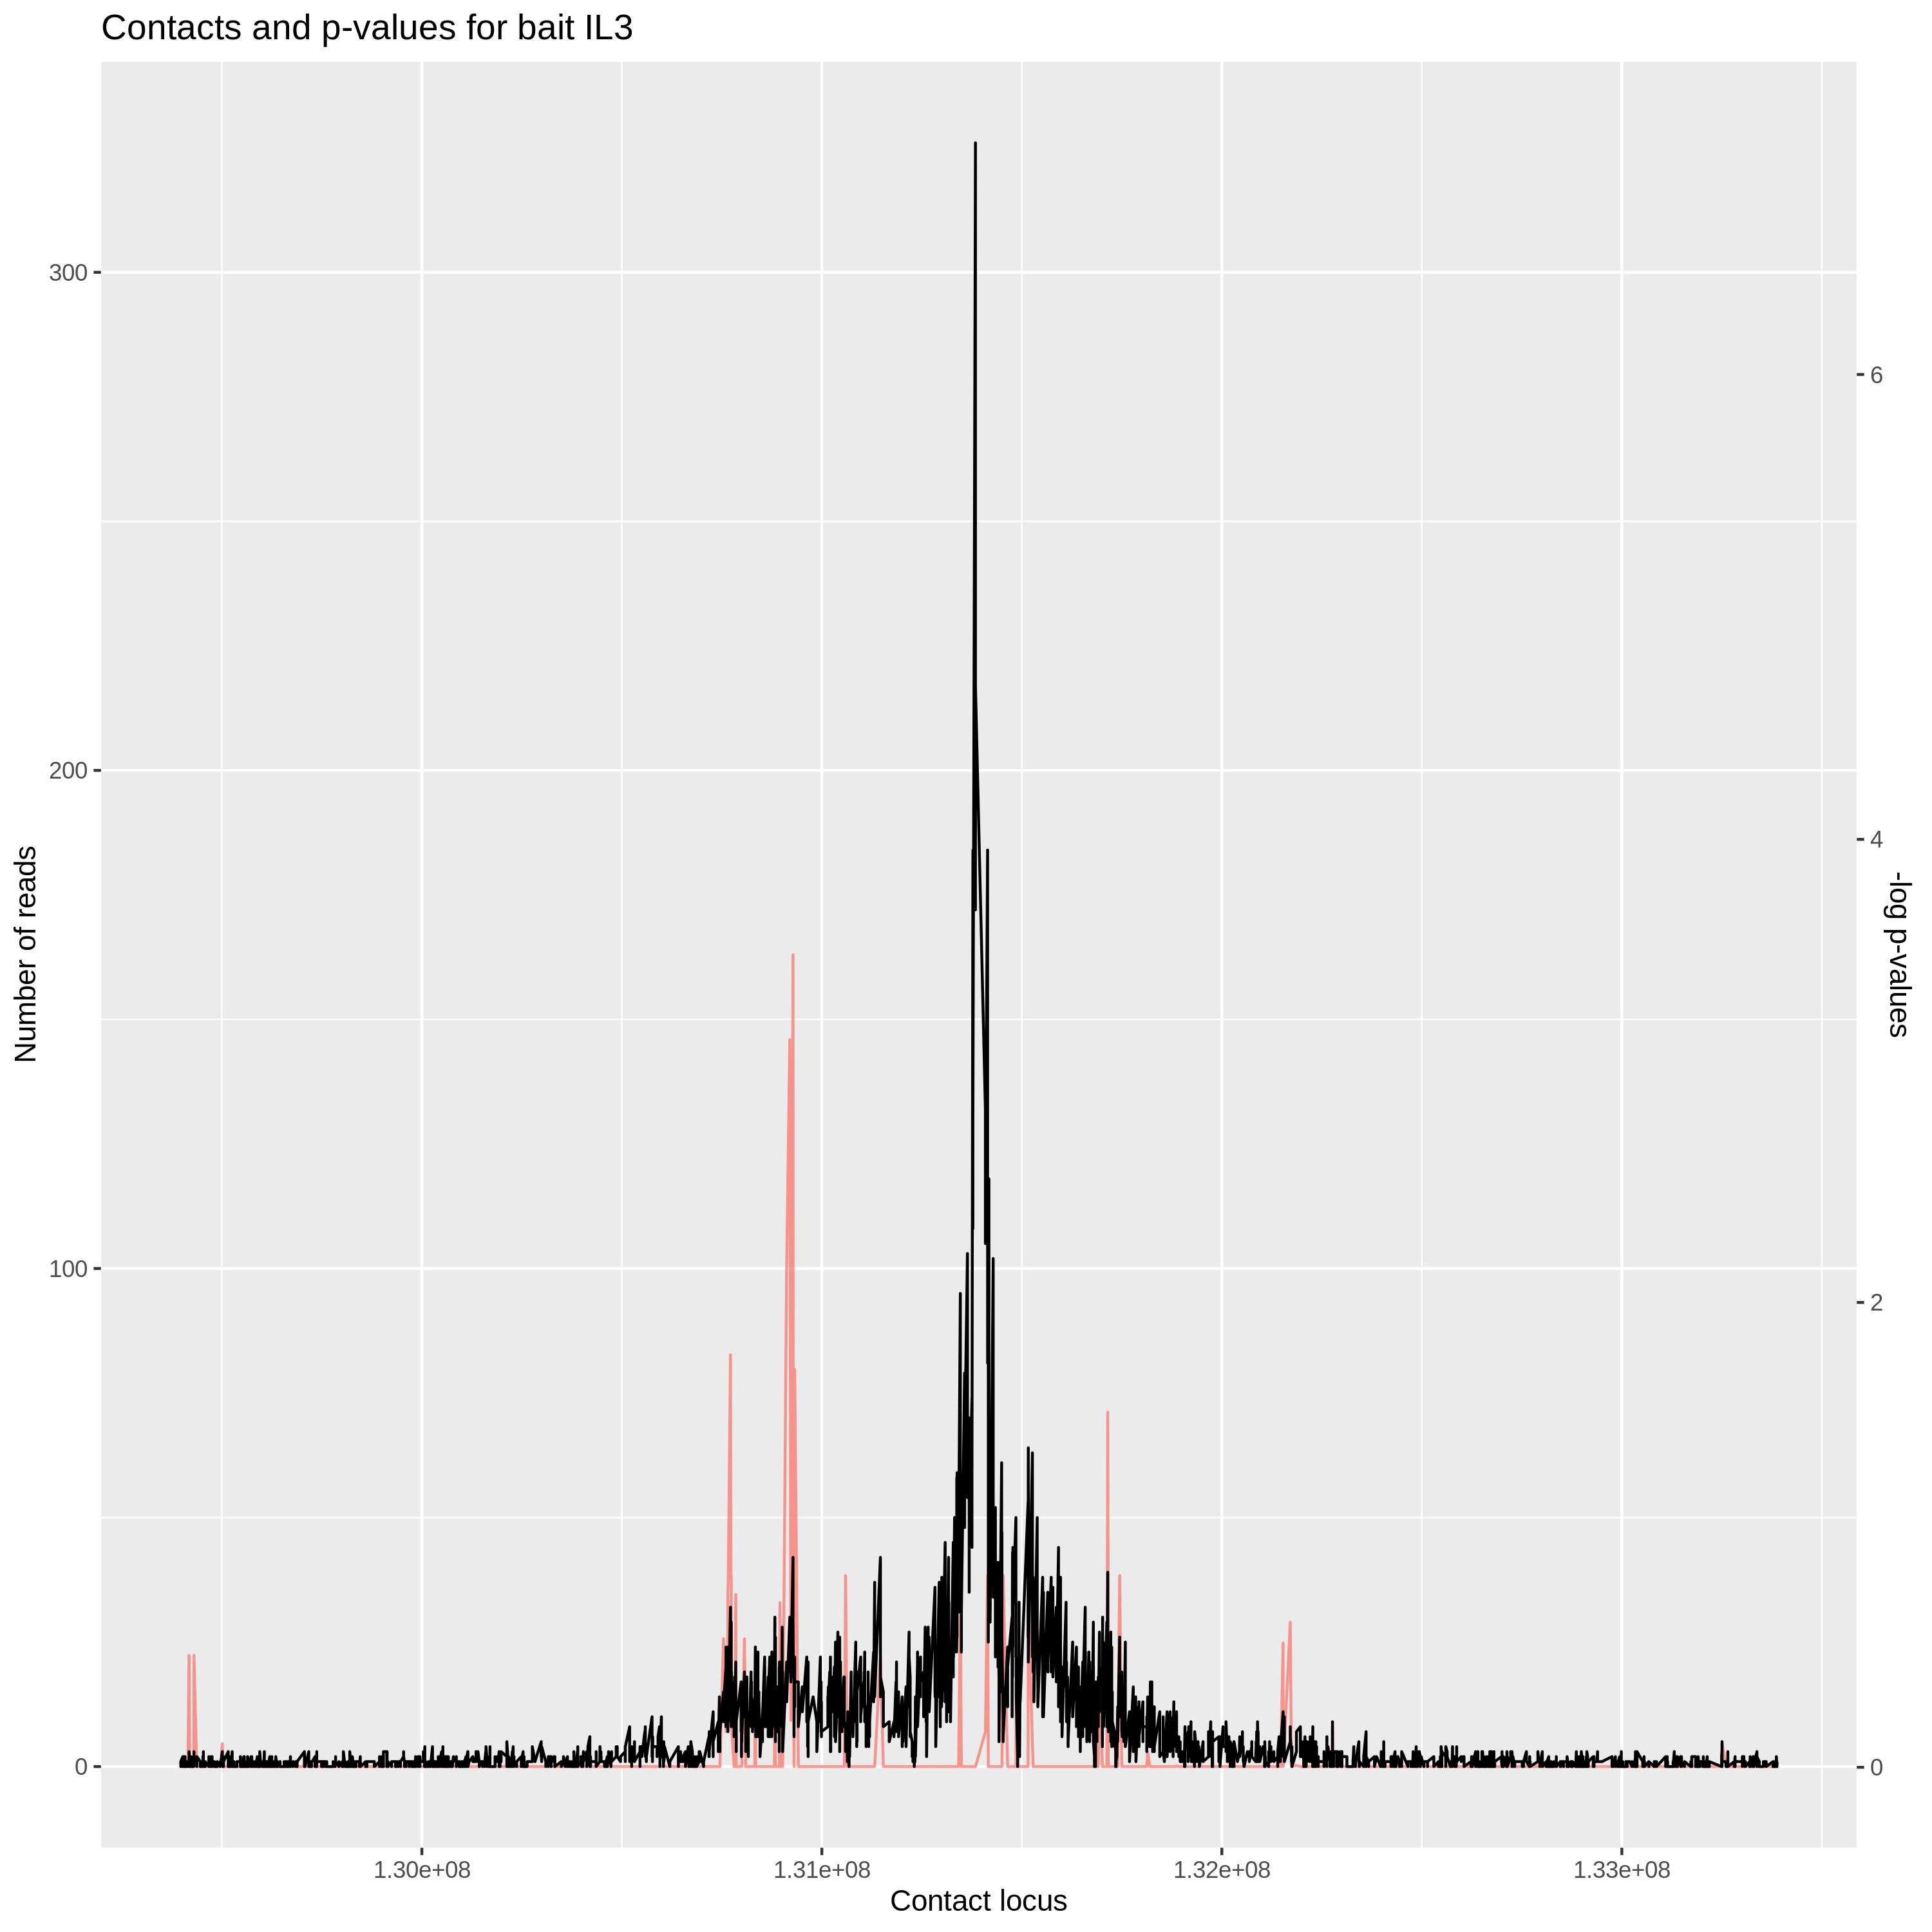 Contacts and p-values for bait IL3
300
200
100
0
Number of reads
6
4
2
0
-log p-values
1.30e+08
1.31e+08
1.32e+08
1.33e+08
Contact locus